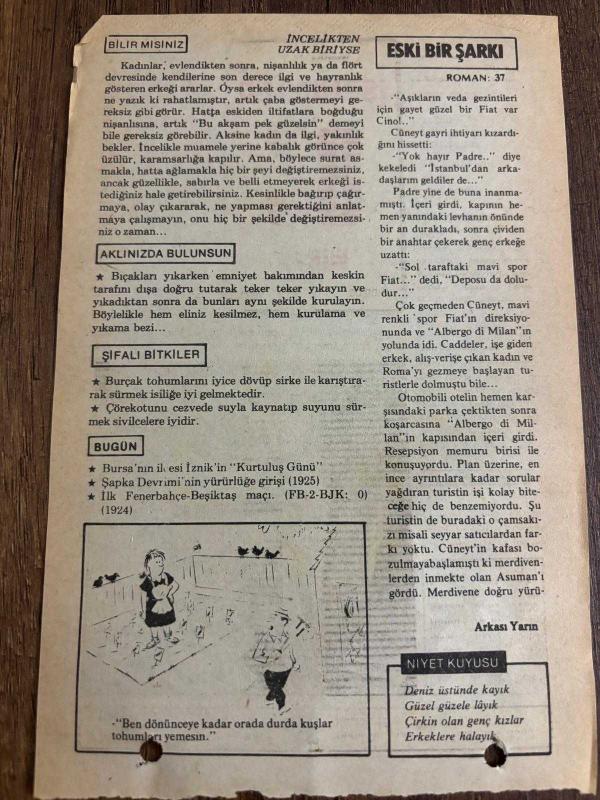 BİLİR MİSİNİZ
İNCELİKTEN
UZAK BİRİYSE
Kadınlar, evlendikten sonra, nişanlılık ya da flört
devresinde kendilerine son derece ilgi ve hayranlık
gösteren erkeği ararlar. Oysa erkek evlendikten sonra
ne yazık ki rahatlamıştır, artık çaba göstermeyi ge-
reksiz gibi görür. Hatta eskiden iltifatlara boğduğu
nişanlısına, artık "Bu akşam pek güzelsin" demeyi
bile gereksiz görebilir. Aksine kadın da ilgi, yakınlık
bekler. İncelikle muamele yerine kabalık görünce çok
üzülür, karamsarlığa kapılır. Ama, böylece surat as-
makla, hatta ağlamakla hiç bir şeyi değiştiremezsiniz,
ancak güzellikle, sabırla ve belli etmeyerek erkeği is-
tediğiniz hale getirebilirsiniz. Kesinlikle bağırıp çağır-
maya, olay çıkararak, ne yapması gerektiğini anlat-
maya çalışmayın, onu hiç bir şekilde değiştiremezsi-
niz o zaman...
AKLINIZDA BULUNSUN
★ Bıçakları yıkarken emniyet bakımından keskin
tarafını dışa doğru tutarak teker teker yıkayın ve
yıkadıktan sonra da bunları aynı şekilde kurulayın.
Böylelikle hem eliniz kesilmez, hem kurulama ve
yıkama bezi...
ŞİFALI BİTKİLER
★ Burçak tohumlarını iyice dövüp sirke ile karıştıra-
rak sürmek isiliğe iyi gelmektedir.
★ Çörekotunu cezvede suyla kaynatıp suyunu sür-
mek sivilcelere iyidir.
BUGÜN
★ Bursa'nın ilçesi İznik'in "Kurtuluş Günü"
★ Şapka Devrimi'nin yürürlüğe girişi (1925)
★ İlk Fenerbahçe-Beşiktaş maçı. (FB-2-BJK: 0)
(1924)
-"Ben dönünceye kadar orada durda kuşlar
tohumları yemesin."
ESKİ BİR ŞARKI
ROMAN: 37
-"Aşıkların veda gezintileri
için gayet güzel bir Fiat var
Cino!.."
Cüneyt gayri ihtiyarı kızardı-
ğını hissetti:
-"Yok hayır Padre.." diye
kekeledi "İstanbul'dan arka-
daşlarım geldiler de..."
Padre yine de buna inanma-
mıştı. İçeri girdi, kapının he-
men yanındaki levhanın önünde
bir an durakladı, sonra çividen
bir anahtar çekerek genç erkeğe
uzattı:
-"Sol taraftaki mavi spor
Fiat..." dedi, "Deposu da dolu-
dur..."
Çok geçmeden Cüneyt, mavi
renkli spor Fiat'ın direksiyo-
nunda ve "Albergo di Milan"ın
yolunda idi. Caddeler, işe giden
erkek, alış-verişe çıkan kadın ve
Roma'yı gezmeye başlayan tu-
ristlerle dolmuştu bile...
Otomobili otelin hemen kar-
şısındaki parka çektikten sonra
koşarcasına "Albergo di Mil-
lan"ın kapısından içeri girdi.
Resepsiyon memuru birisi ile
konuşuyordu. Plan üzerine, en
ince ayrıntılara kadar sorular
yağdıran turistin işi kolay bite-
ceğe hiç de benzemiyordu. Şu
turistin de buradaki o çamsakı-
zı misali seyyar satıcılardan far-
kı yoktu. Cüneyt'in kafası bo-
zulmayabaşlamıştı ki merdiven-
lerden inmekte olan Asuman'ı
gördü. Merdivene doğru yürü-
Arkası Yarın
NİYET KUYUSU
Deniz üstünde kayık
Güzel güzele lâyık
Çirkin olan genç kızlar
Erkeklere halayık